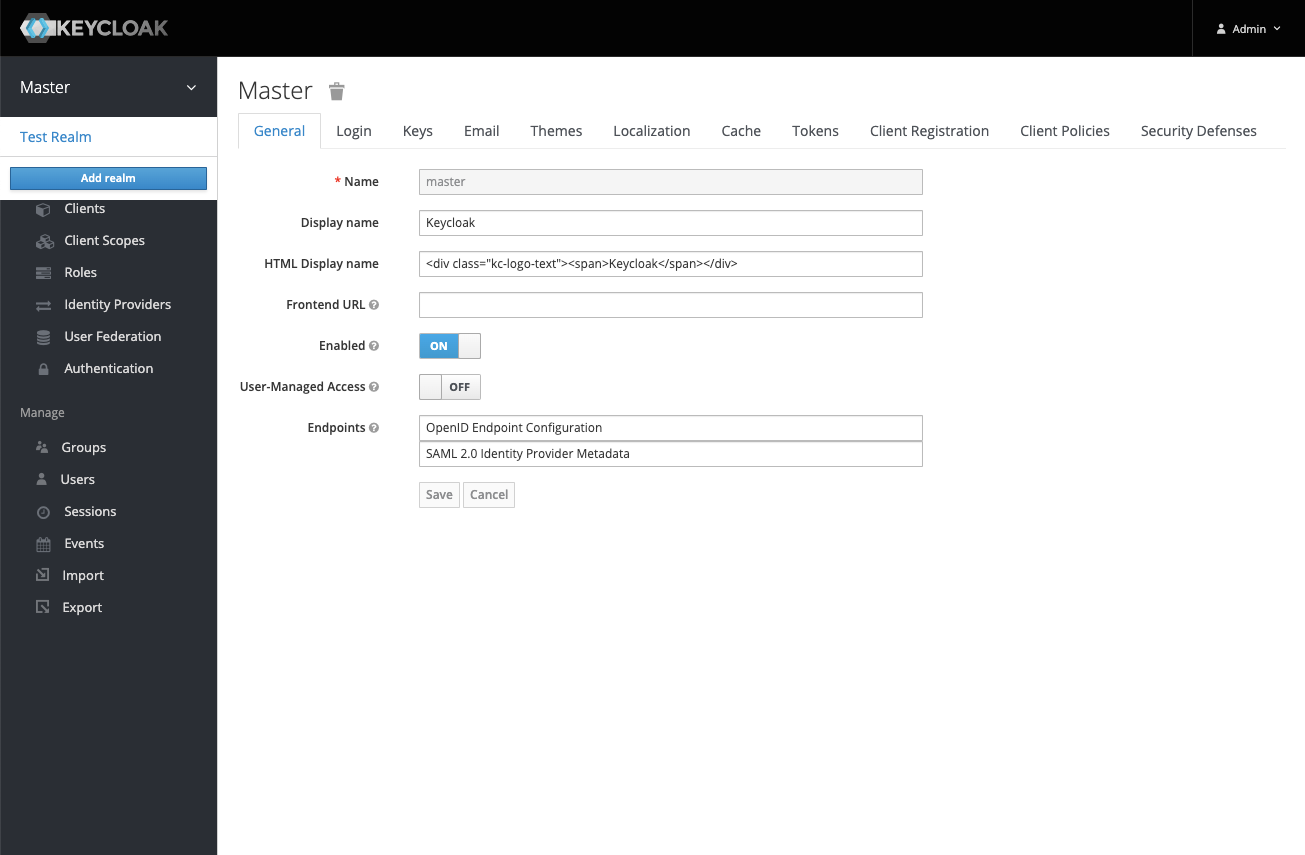 KEYCLOAK
Admin
Master
Test Realm
Add realm
Clients
Client Scopes
Roles
Identity Providers
User Federation
Authentication
Manage
Groups
Users
Sessions
Events
Import
Export
Master
General Login Keys Email Themes Localization Cache Tokens Client Registration Client Policies Security Defenses
* Name master
Display name Keycloak
HTML Display name <div class="kc-logo-text"><span>Keycloak</span></div>
Frontend URL ?
Enabled ? ON
User-Managed Access ? OFF
Endpoints ? OpenID Endpoint Configuration
SAML 2.0 Identity Provider Metadata
Save Cancel